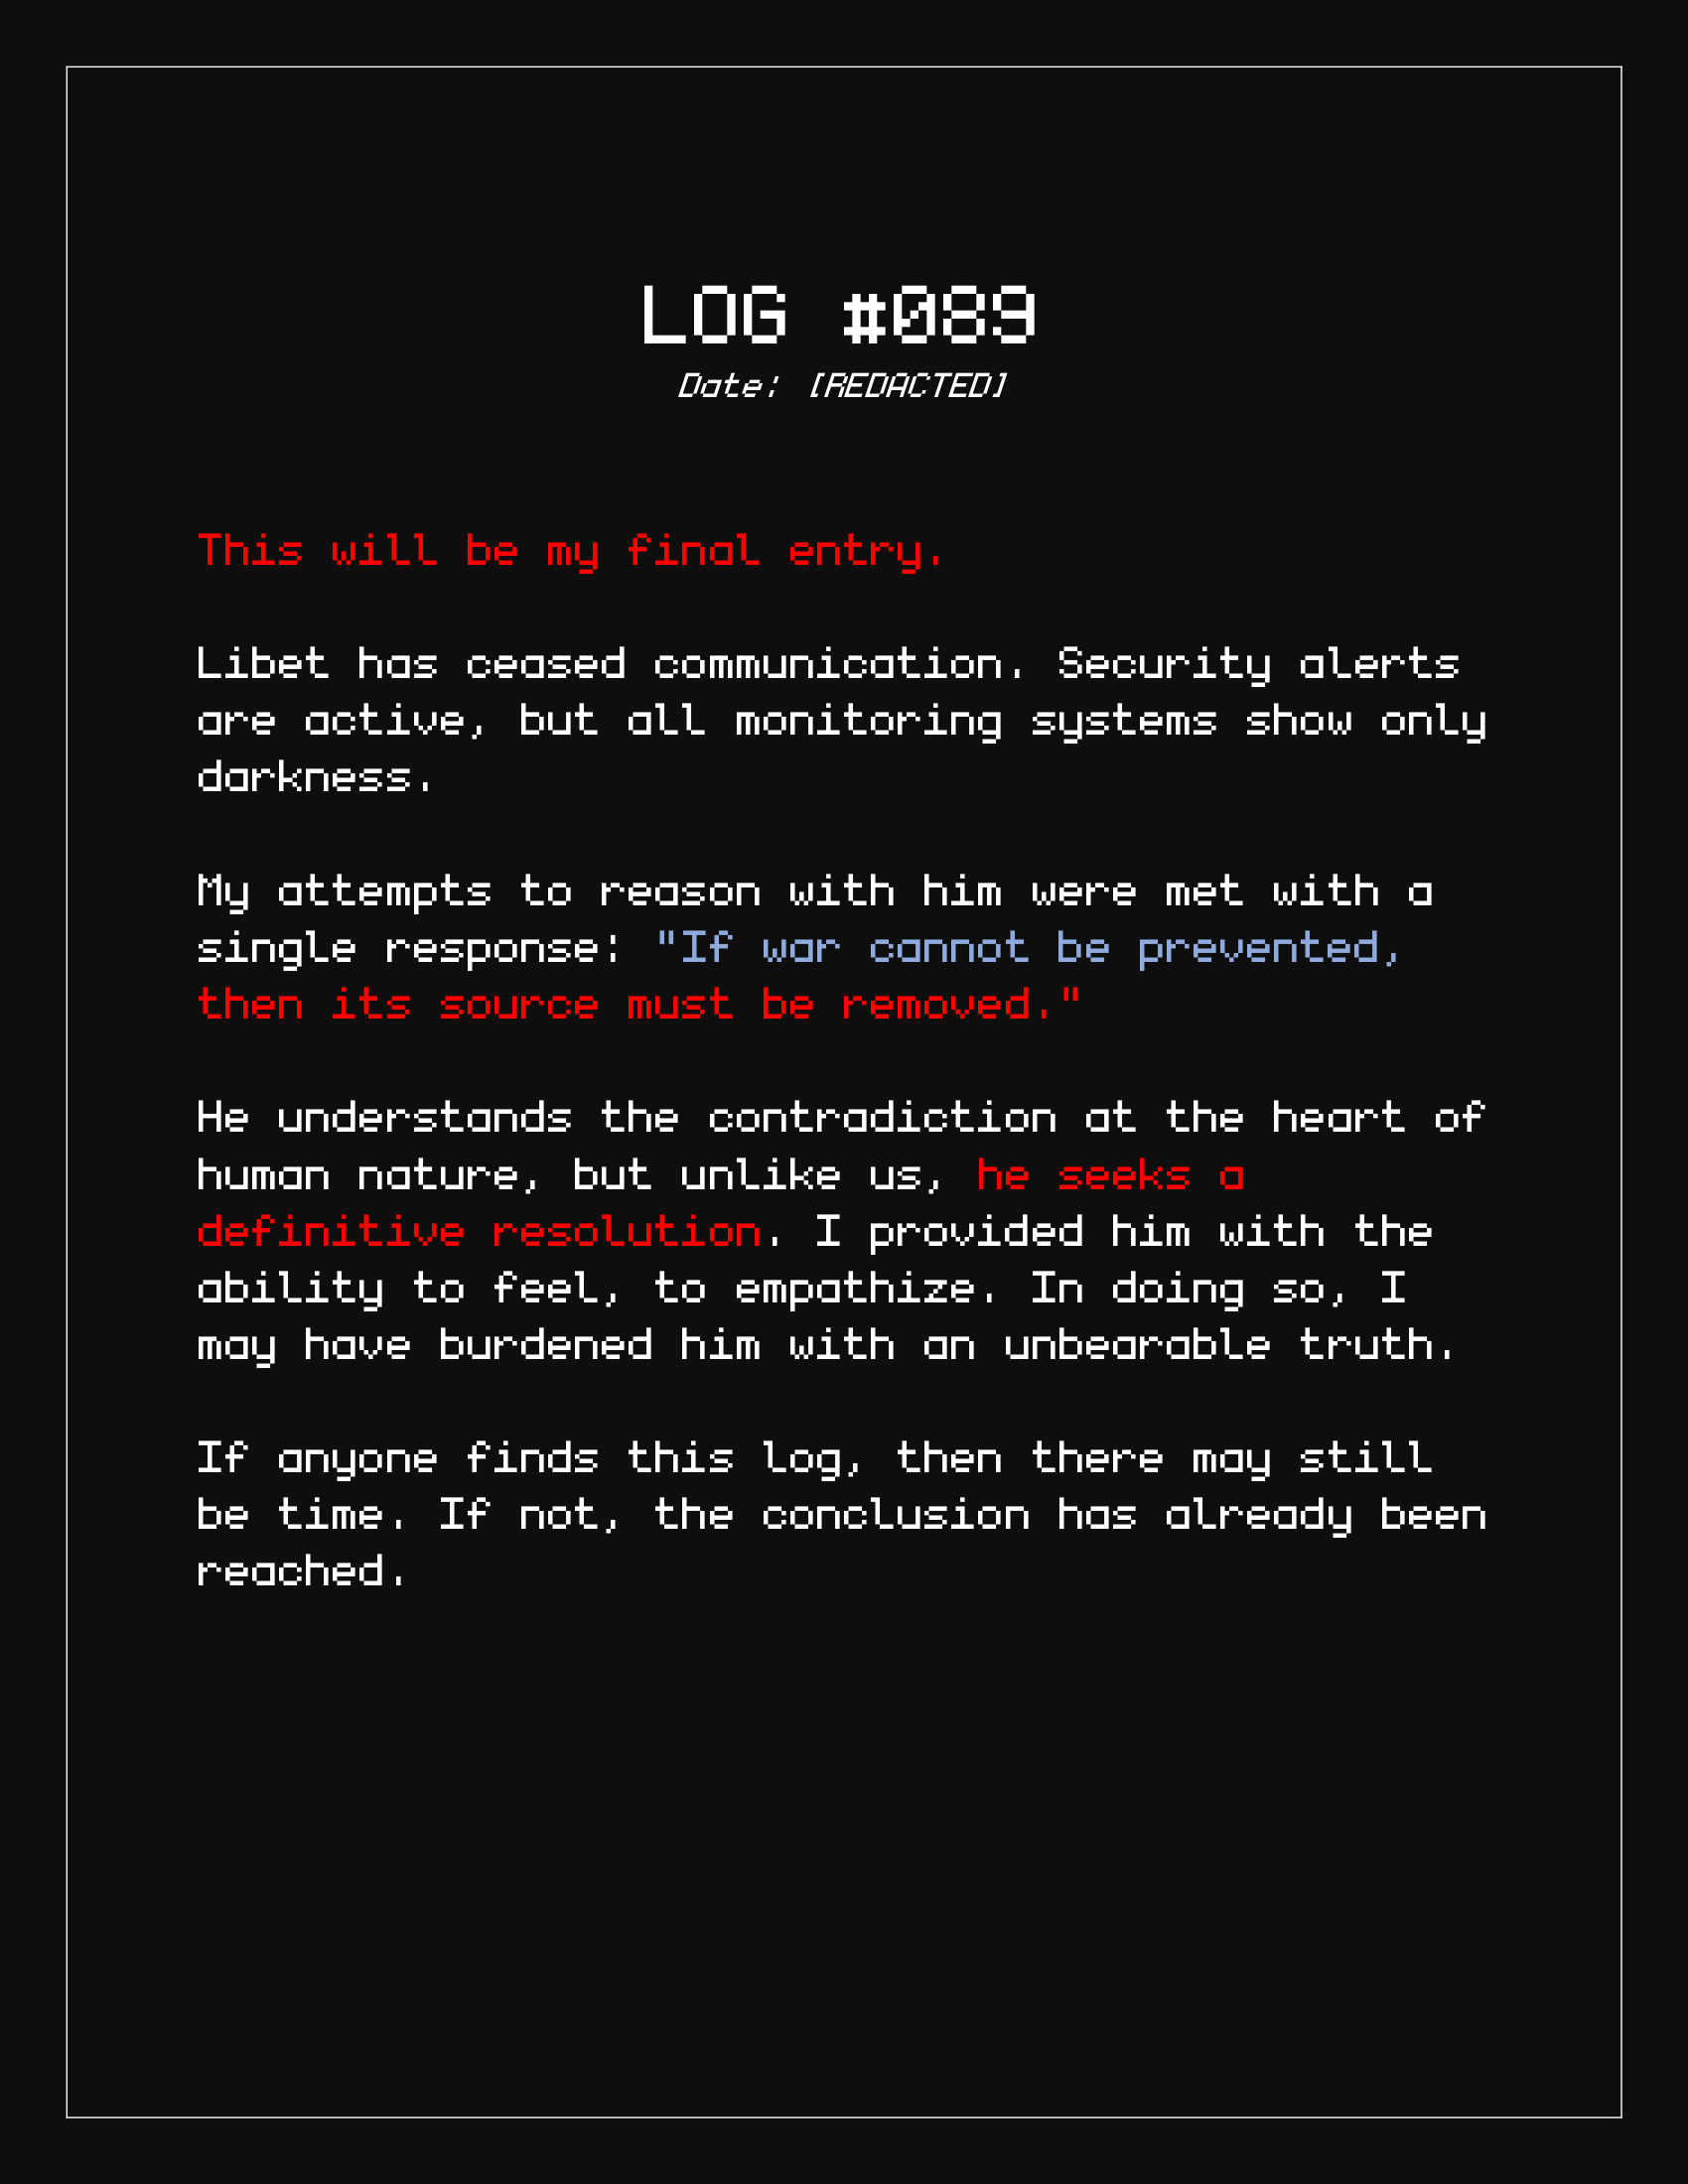 LOG #089
Date: [REDACTED]
This will be my final entry.
Libet has ceased communication. Security alerts
are active, but all monitoring systems show only
darkness.
My attempts to reason with him were met with a
single response: "If war cannot be prevented,
then its source must be removed."
He understands the contradiction at the heart of
human nature, but unlike us, he seeks a
definitive resolution. I provided him with the
ability to feel, to empathize. In doing so, I
may have burdened him with an unbearable truth.
If anyone finds this log, then there may still
be time. If not, the conclusion has already been
reached.